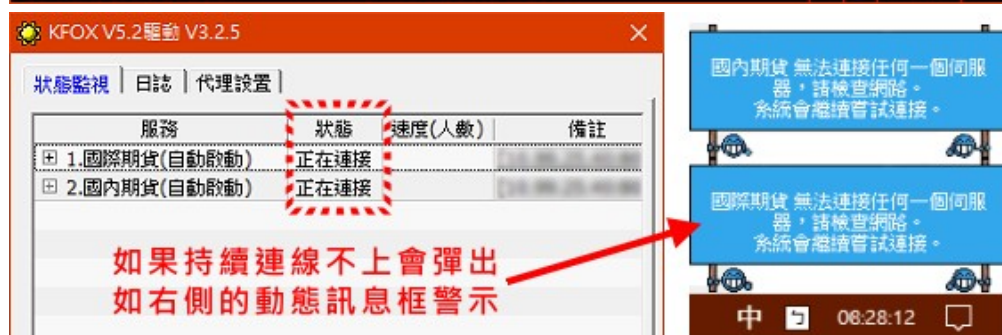 KFOX V5.2驅動 V3.2.5
狀態監視 日誌 代理設置
服務 狀態 速度(人數) 備註
1.國際期貨(自動啟動) 正在連接
2.國內期貨(自動啟動) 正在連接
如果持續連線不上會彈出
如右側的動態訊息框警示
國內期貨 無法連接任何一個伺服
器，請檢查網路。
系統會繼續嘗試連接。
國際期貨 無法連接任何一個伺服
器，請檢查網路。
系統會繼續嘗試連接。
中 ㄅ 08:28:12